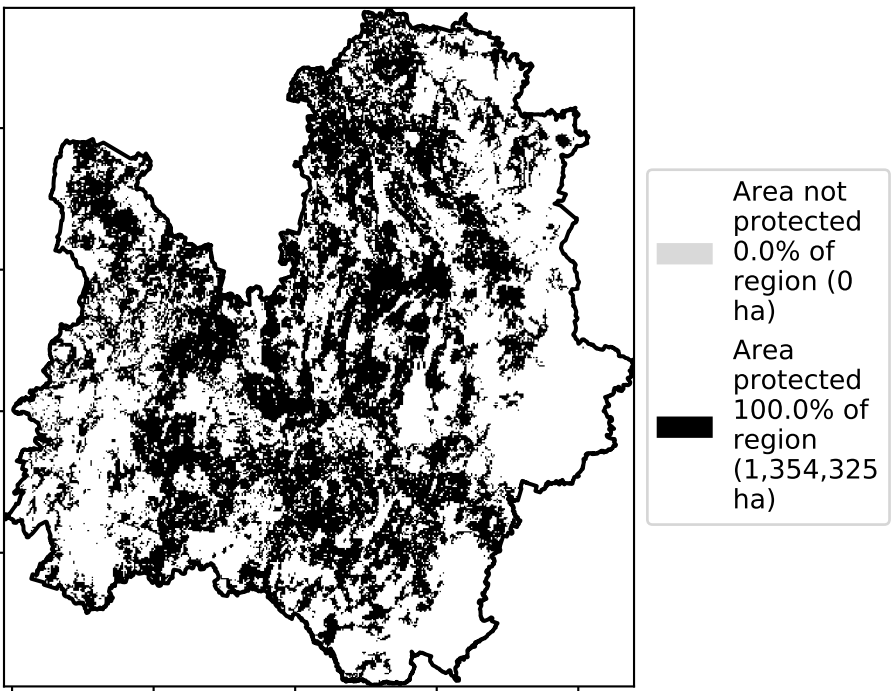 Area not
protected
0.0% of
region (0
ha)
Area
protected
100.0% of
region
(1,354,325
ha)